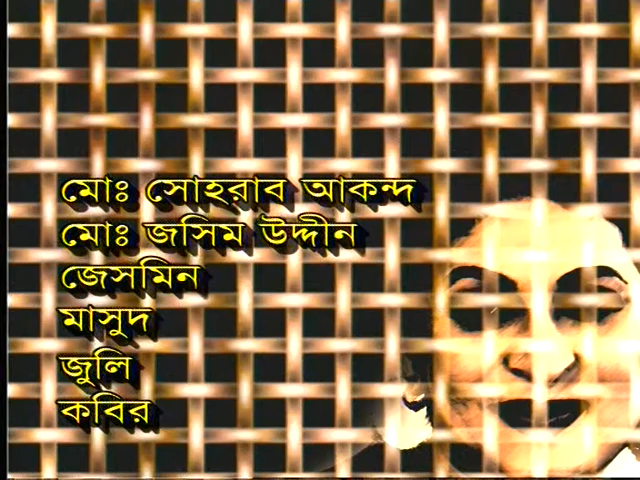 মোঃ সোহরাব আকন্দ
মোঃ জসিম উদ্দীন
জেসমিন
মাসুদ
জুলি
কবির